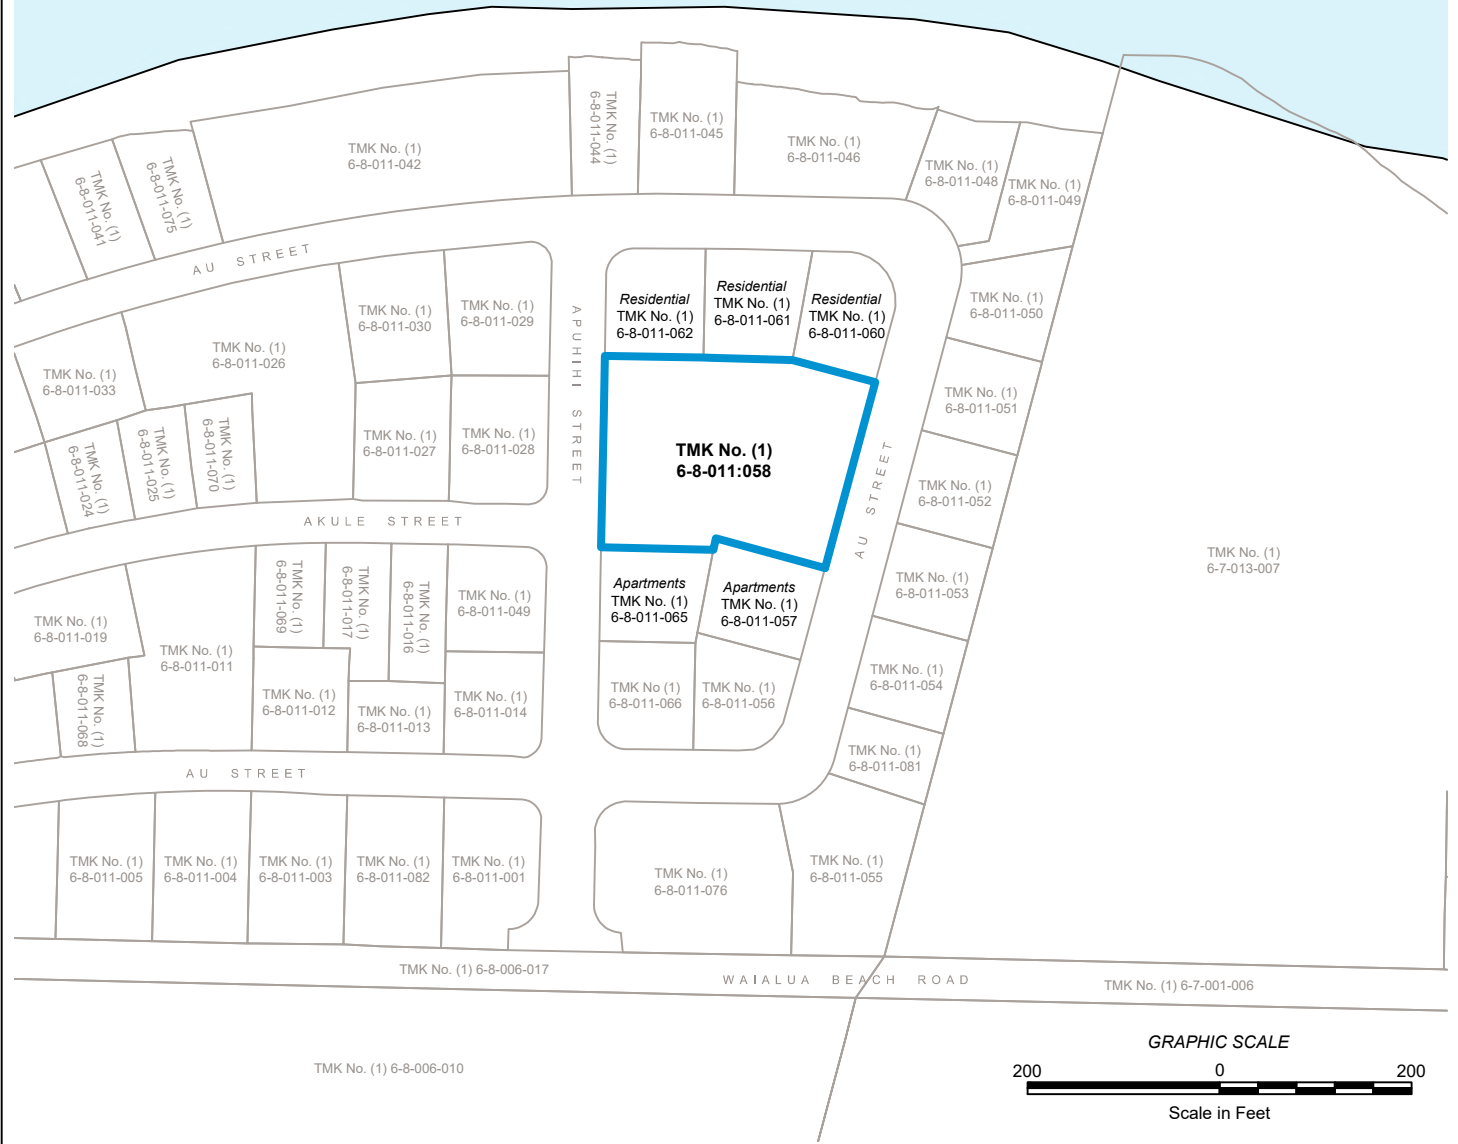 TMK No. (1)
6-8-011-041
TMK No. (1)
6-8-011-075
TMK No. (1)
6-8-011-042
TMK No. (1)
6-8-011-044
TMK No. (1)
6-8-011-045
TMK No. (1)
6-8-011-046
TMK No. (1)
6-8-011-048
TMK No. (1)
6-8-011-049
AU STREET
TMK No. (1)
6-8-011-030
TMK No. (1)
6-8-011-029
APUHIHI STREET
Residential
TMK No. (1)
6-8-011-062
Residential
TMK No. (1)
6-8-011-061
Residential
TMK No. (1)
6-8-011-060
TMK No. (1)
6-8-011-050
TMK No. (1)
6-8-011-033
TMK No. (1)
6-8-011-026
TMK No. (1)
6-8-011-051
TMK No. (1)
6-8-011-024
TMK No. (1)
6-8-011-025
TMK No. (1)
6-8-011-070
TMK No. (1)
6-8-011-027
TMK No. (1)
6-8-011-028
TMK No. (1)
6-8-011:058
AU STREET
TMK No. (1)
6-8-011-052
AKULE STREET
TMK No. (1)
6-7-013-007
TMK No. (1)
6-8-011-069
TMK No. (1)
6-8-011-017
TMK No. (1)
6-8-011-016
TMK No. (1)
6-8-011-049
Apartments
TMK No. (1)
6-8-011-065
Apartments
TMK No. (1)
6-8-011-057
TMK No. (1)
6-8-011-053
TMK No. (1)
6-8-011-019
TMK No. (1)
6-8-011-011
TMK No. (1)
6-8-011-054
TMK No. (1)
6-8-011-068
TMK No. (1)
6-8-011-012
TMK No. (1)
6-8-011-013
TMK No. (1)
6-8-011-014
TMK No (1)
6-8-011-066
TMK No. (1)
6-8-011-056
TMK No. (1)
6-8-011-081
AU STREET
TMK No. (1)
6-8-011-005
TMK No. (1)
6-8-011-004
TMK No. (1)
6-8-011-003
TMK No. (1)
6-8-011-082
TMK No. (1)
6-8-011-001
TMK No. (1)
6-8-011-076
TMK No. (1)
6-8-011-055
TMK No. (1) 6-8-006-017
WAIALUA BEACH ROAD
TMK No. (1) 6-7-001-006
TMK No. (1) 6-8-006-010
GRAPHIC SCALE
200 0 200
Scale in Feet